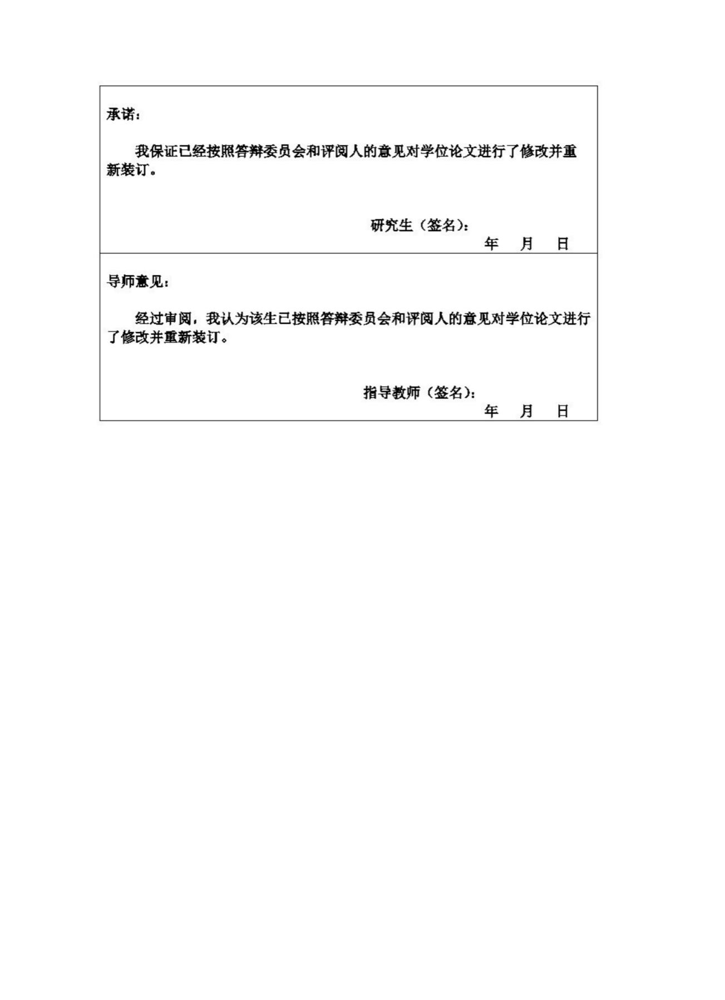 承诺：
我保证已经按照答辩委员会和评阅人的意见对学位论文进行了修改并重
新装订。
研究生（签名）：
年 月 日
导师意见：
经过审阅，我认为该生已按照答辩委员会和评阅人的意见对学位论文进行
了修改并重新装订。
指导教师（签名）：
年 月 日